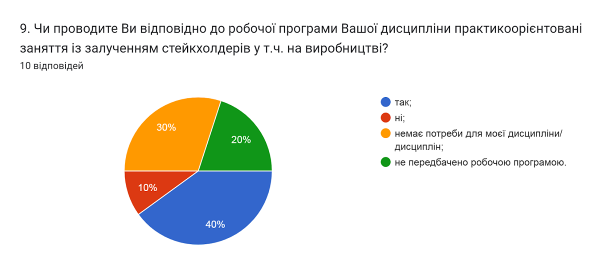 9. Чи проводите Ви відповідно до робочої програми Вашої дисципліни практикоорієнтовані
заняття із залученням стейкхолдерів у т.ч. на виробництві?
10 відповідей
30%
20%
10%
40%
так;
ні;
немає потреби для моєї дисципліни/
дисциплін;
не передбачено робочою програмою.